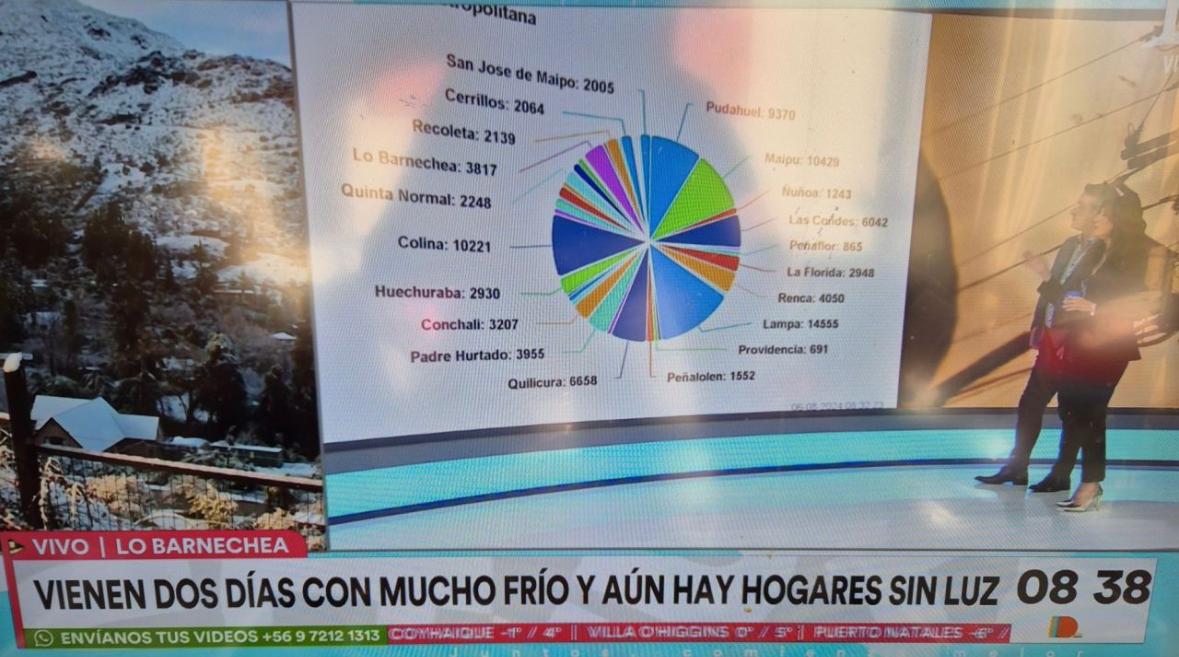 San Jose de Maipo: 2005
Cerrillos: 2064
Recoleta: 2139
Lo Barnechea: 3817
Quinta Normal: 2248
Colina: 10221
Huechuraba: 2930
Conchali: 3207
Padre Hurtado: 3955
Quilicura: 6658
Pudahuel: 9370
Maipu: 10429
Ñuñoa: 1243
Las Condes: 6042
Peñaflor: 865
La Florida: 2948
Renca: 4050
Lampa: 14555
Providencia: 691
Peñalolen: 1552
VIVO | LO BARNECHEA
VIENEN DOS DÍAS CON MUCHO FRÍO Y AÚN HAY HOGARES SIN LUZ 08 38
ENVÍANOS TUS VIDEOS +56 9 7212 1313 COYHAIQUE -1° // 4° || VILLA O'HIGGINS 0° // 5° || PUERTO NATALES -6° //